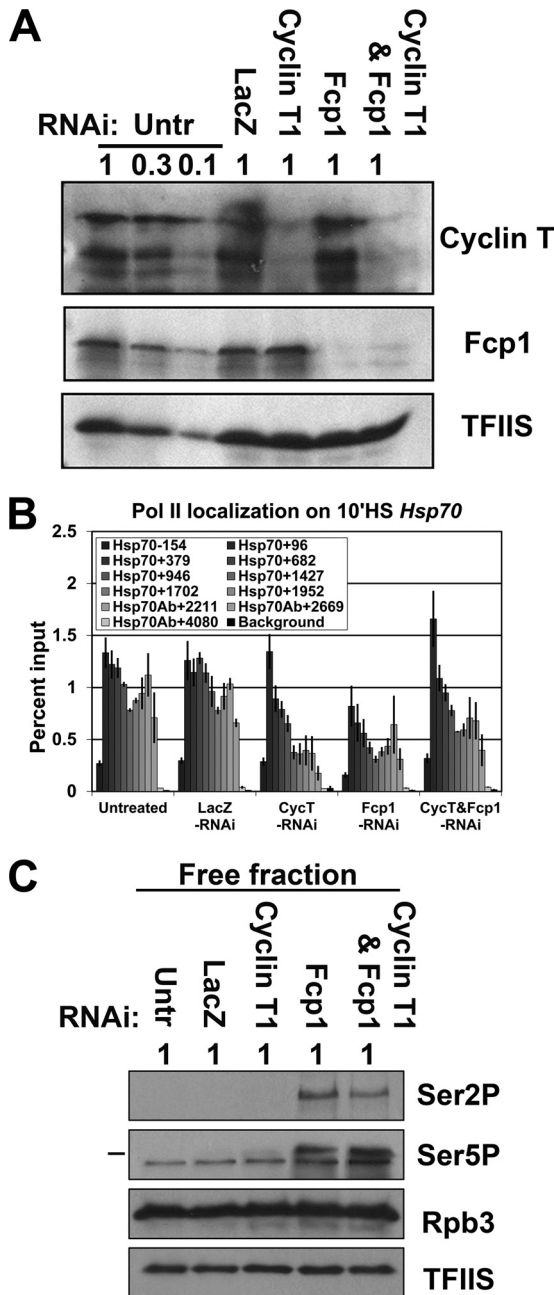 A
RNAi: Untr LacZ Cyclin T1 Fcp1 Cyclin T1 & Fcp1
1 0.3 0.1 1 1 1 1
Cyclin T
Fcp1
TFIIS
B
Pol II localization on 10'HS Hsp70
2.5
2
1.5
1
0.5
0
Percent input
Hsp70-154 Hsp70+96
Hsp70+379 Hsp70+682
Hsp70+946 Hsp70+1427
Hsp70+1702 Hsp70+1952
Hsp70Ab+2211 Hsp70Ab+2669
Hsp70Ab+4080 Background
Untreated LacZ CycT Fcp1 CycT&Fcp1
-RNAi -RNAi -RNAi -RNAi
C
Free fraction
RNAi: Untr LacZ Cyclin T1 Fcp1 Cyclin T1 & Fcp1
1 1 1 1 1
Ser2P
Ser5P
Rpb3
TFIIS